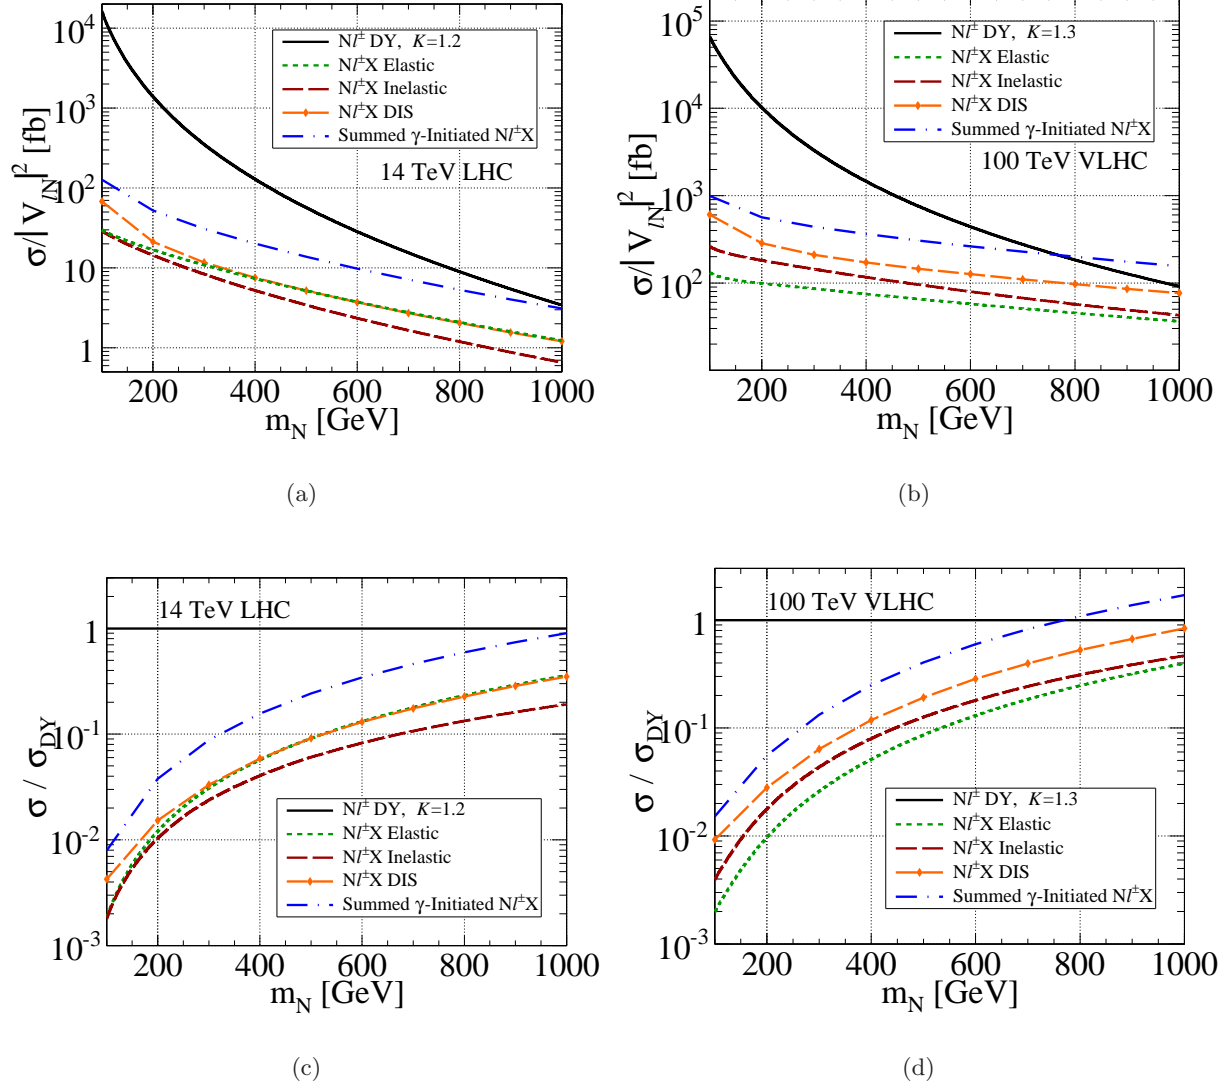 10^4
10^3
10^2
10
1
σ/|V_{lN}|^2 [fb]
Nl^± DY, K=1.2
Nl^±X Elastic
Nl^±X Inelastic
Nl^±X DIS
Summed γ-Initiated Nl^±X
14 TeV LHC
200 400 600 800 1000
m_N [GeV]
(a)
10^5
10^4
10^3
10^2
σ/|V_{lN}|^2 [fb]
Nl^± DY, K=1.3
Nl^±X Elastic
Nl^±X Inelastic
Nl^±X DIS
Summed γ-Initiated Nl^±X
100 TeV VLHC
200 400 600 800 1000
m_N [GeV]
(b)
14 TeV LHC
1
10^-1
10^-2
10^-3
σ / σ_DY
Nl^± DY, K=1.2
Nl^±X Elastic
Nl^±X Inelastic
Nl^±X DIS
Summed γ-Initiated Nl^±X
200 400 600 800 1000
m_N [GeV]
(c)
100 TeV VLHC
1
10^-1
10^-2
10^-3
σ / σ_DY
Nl^± DY, K=1.3
Nl^±X Elastic
Nl^±X Inelastic
Nl^±X DIS
Summed γ-Initiated Nl^±X
200 400 600 800 1000
m_N [GeV]
(d)